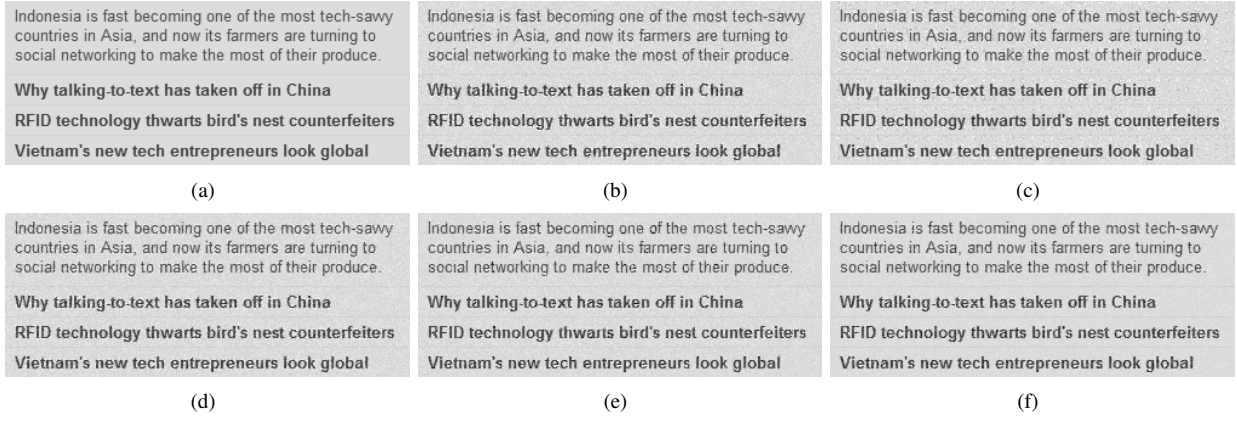 Indonesia is fast becoming one of the most tech-savvy
countries in Asia, and now its farmers are turning to
social networking to make the most of their produce.
Why talking-to-text has taken off in China
RFID technology thwarts bird's nest counterfeiters
Vietnam's new tech entrepreneurs look global
(a)
Indonesia is fast becoming one of the most tech-savvy
countries in Asia, and now its farmers are turning to
social networking to make the most of their produce.
Why talking-to-text has taken off in China
RFID technology thwarts bird's nest counterfeiters
Vietnam's new tech entrepreneurs look global
(b)
Indonesia is fast becoming one of the most tech-savvy
countries in Asia, and now its farmers are turning to
social networking to make the most of their produce.
Why talking-to-text has taken off in China
RFID technology thwarts bird's nest counterfeiters
Vietnam's new tech entrepreneurs look global
(c)
Indonesia is fast becoming one of the most tech-savvy
countries in Asia, and now its farmers are turning to
social networking to make the most of their produce.
Why talking-to-text has taken off in China
RFID technology thwarts bird's nest counterfeiters
Vietnam's new tech entrepreneurs look global
(d)
Indonesia is fast becoming one of the most tech-savvy
countries in Asia, and now its farmers are turning to
social networking to make the most of their produce.
Why talking-to-text has taken off in China
RFID technology thwarts bird's nest counterfeiters
Vietnam's new tech entrepreneurs look global
(e)
Indonesia is fast becoming one of the most tech-savvy
countries in Asia, and now its farmers are turning to
social networking to make the most of their produce.
Why talking-to-text has taken off in China
RFID technology thwarts bird's nest counterfeiters
Vietnam's new tech entrepreneurs look global
(f)